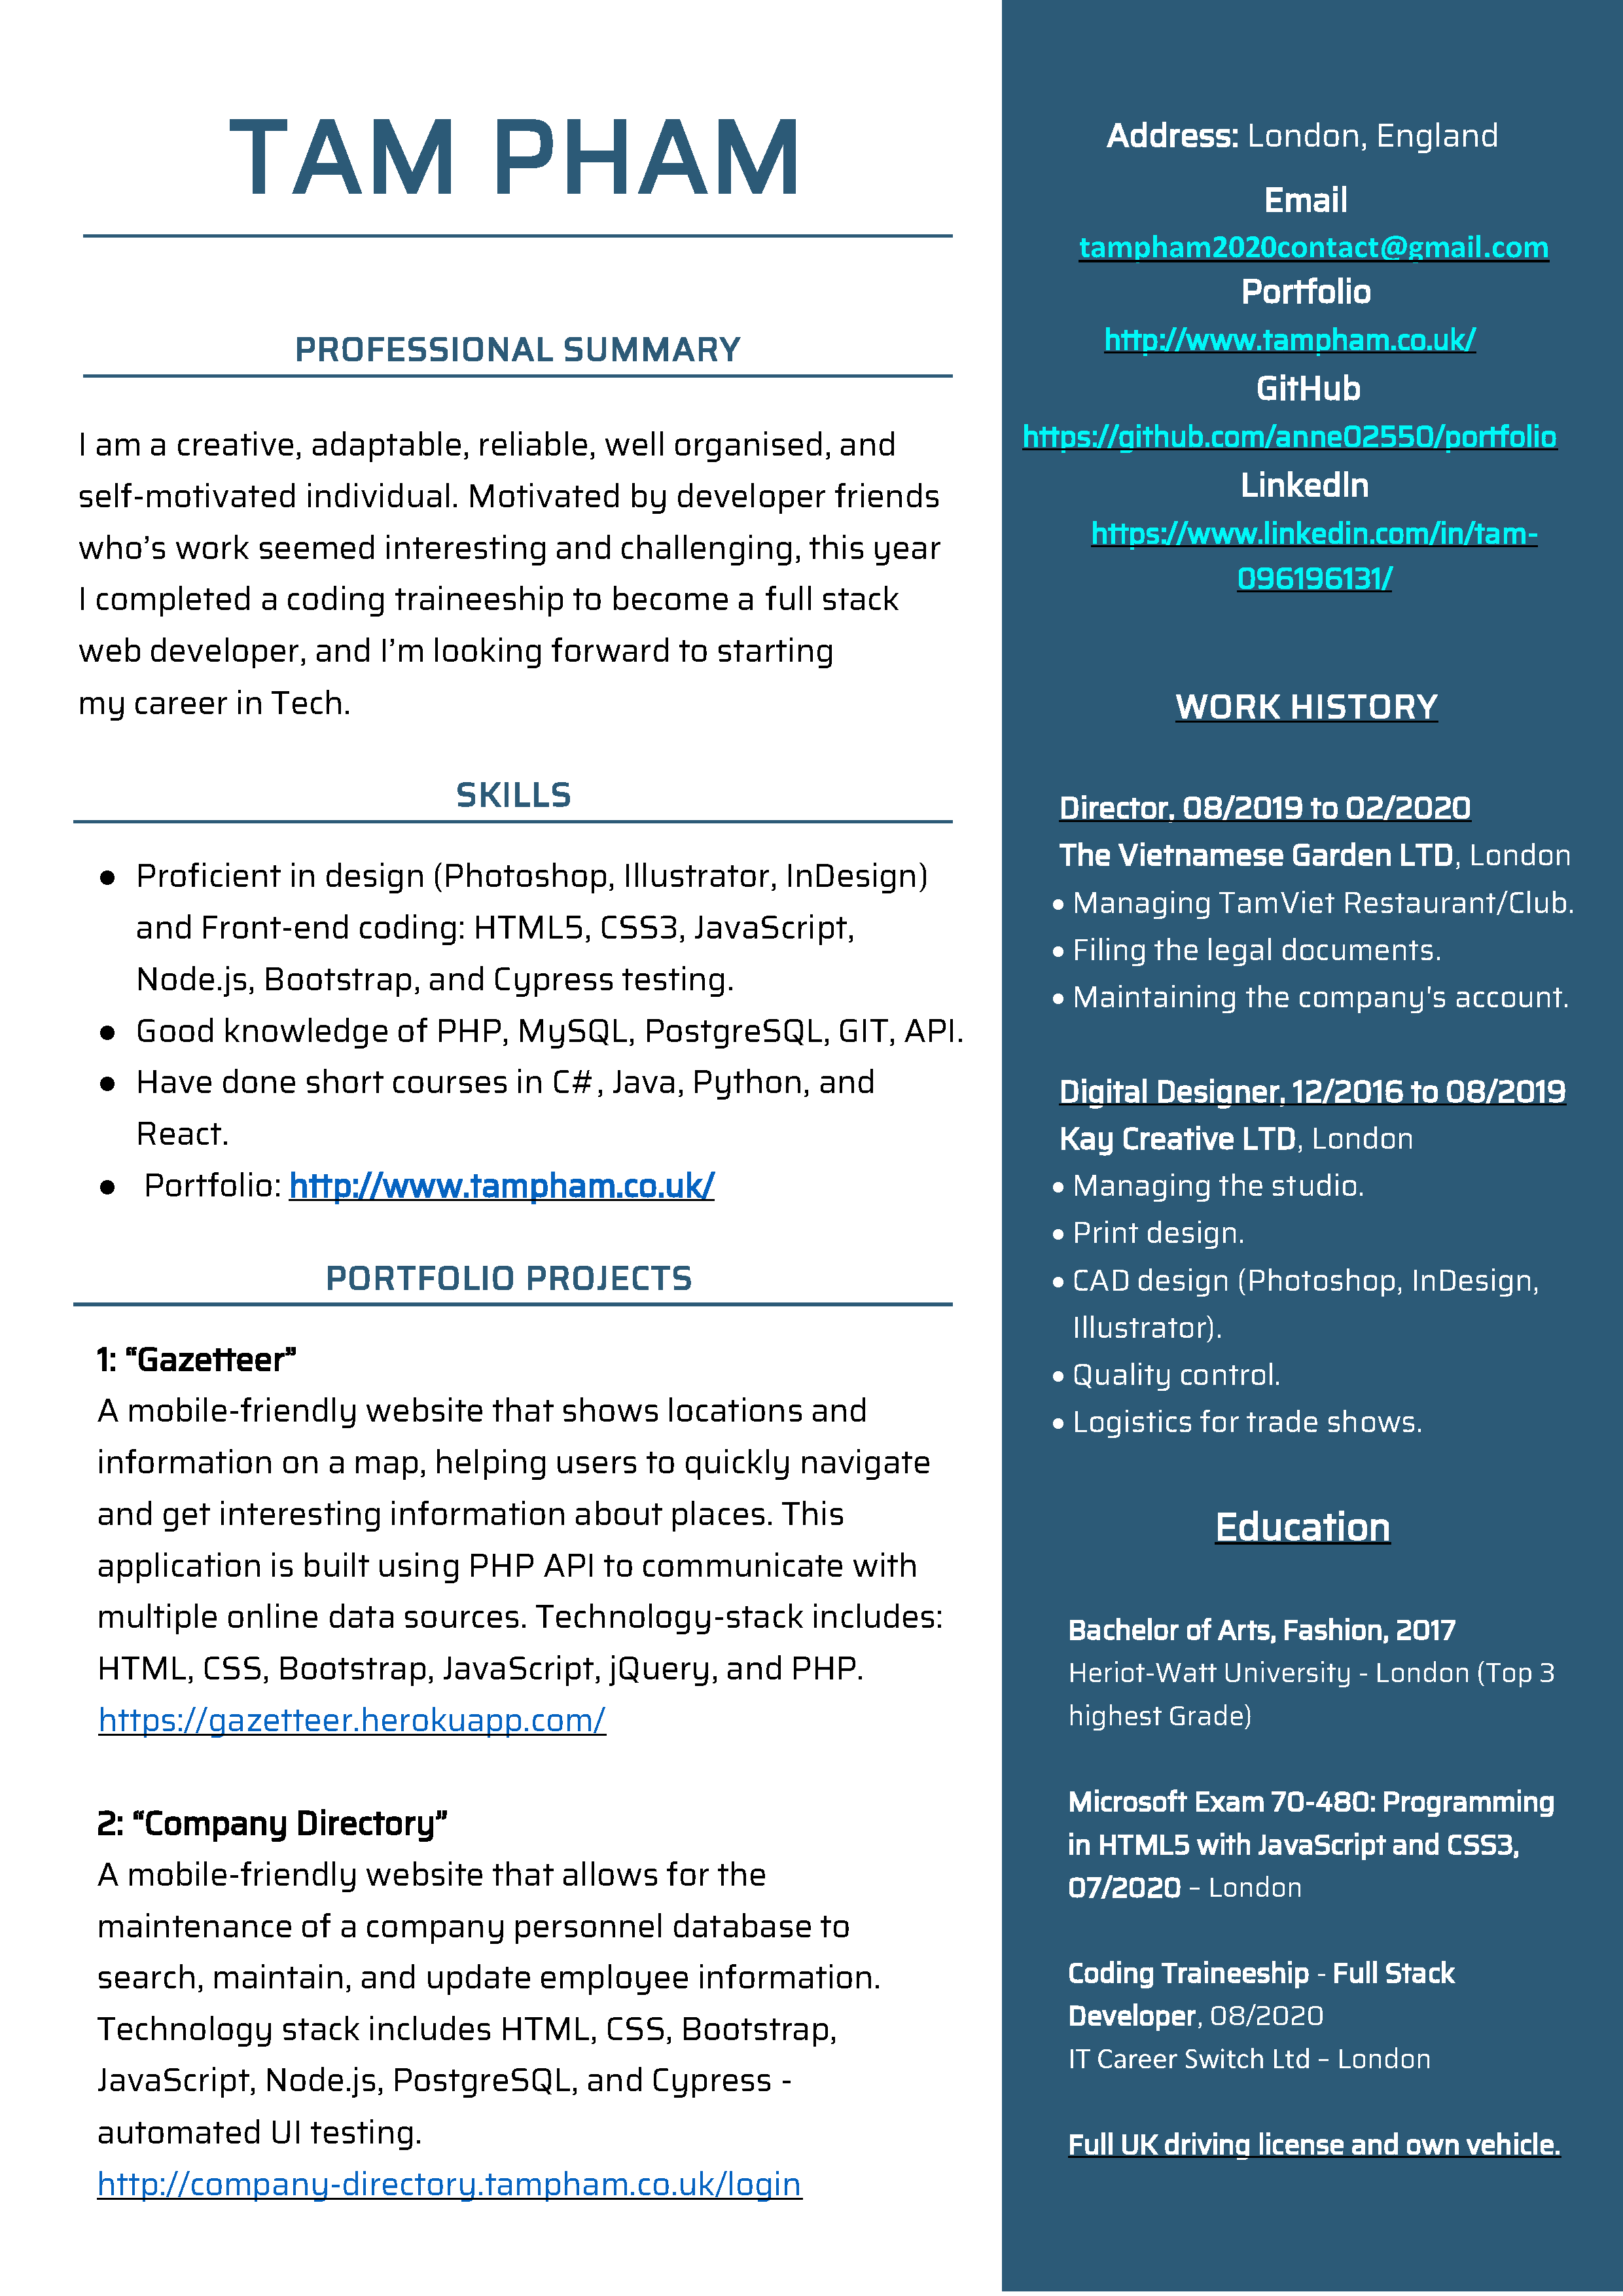 TAM PHAM
PROFESSIONAL SUMMARY
I am a creative, adaptable, reliable, well organised, and
self-motivated individual. Motivated by developer friends
who’s work seemed interesting and challenging, this year
I completed a coding traineeship to become a full stack
web developer, and I’m looking forward to starting
my career in Tech.
SKILLS
● Proficient in design (Photoshop, Illustrator, InDesign)
and Front-end coding: HTML5, CSS3, JavaScript,
Node.js, Bootstrap, and Cypress testing.
● Good knowledge of PHP, MySQL, PostgreSQL, GIT, API.
● Have done short courses in C#, Java, Python, and
React.
● Portfolio: http://www.tampham.co.uk/
PORTFOLIO PROJECTS
1: “Gazetteer”
A mobile-friendly website that shows locations and
information on a map, helping users to quickly navigate
and get interesting information about places. This
application is built using PHP API to communicate with
multiple online data sources. Technology-stack includes:
HTML, CSS, Bootstrap, JavaScript, jQuery, and PHP.
https://gazetteer.herokuapp.com/
2: “Company Directory”
A mobile-friendly website that allows for the
maintenance of a company personnel database to
search, maintain, and update employee information.
Technology stack includes HTML, CSS, Bootstrap,
JavaScript, Node.js, PostgreSQL, and Cypress -
automated UI testing.
http://company-directory.tampham.co.uk/login
Address: London, England
Email
tampham2020contact@gmail.com
Portfolio
http://www.tampham.co.uk/
GitHub
https://github.com/anne02550/portfolio
LinkedIn
https://www.linkedin.com/in/tam-
096196131/
WORK HISTORY
Director, 08/2019 to 02/2020
The Vietnamese Garden LTD, London
• Managing TamViet Restaurant/Club.
• Filing the legal documents.
• Maintaining the company's account.
Digital Designer, 12/2016 to 08/2019
Kay Creative LTD, London
• Managing the studio.
• Print design.
• CAD design (Photoshop, InDesign,
Illustrator).
• Quality control.
• Logistics for trade shows.
Education
Bachelor of Arts, Fashion, 2017
Heriot-Watt University - London (Top 3
highest Grade)
Microsoft Exam 70-480: Programming
in HTML5 with JavaScript and CSS3,
07/2020 – London
Coding Traineeship - Full Stack
Developer, 08/2020
IT Career Switch Ltd – London
Full UK driving license and own vehicle.